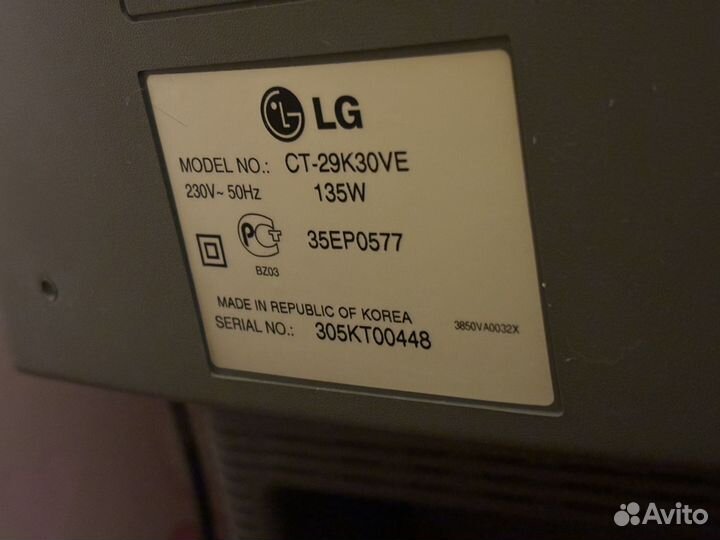 LG
MODEL NO.: CT-29K30VE
230V~ 50Hz 135W
PCT 35EP0577
BZ03
MADE IN REPUBLIC OF KOREA
SERIAL NO.: 305KT00448 3850VA0032X
Avito